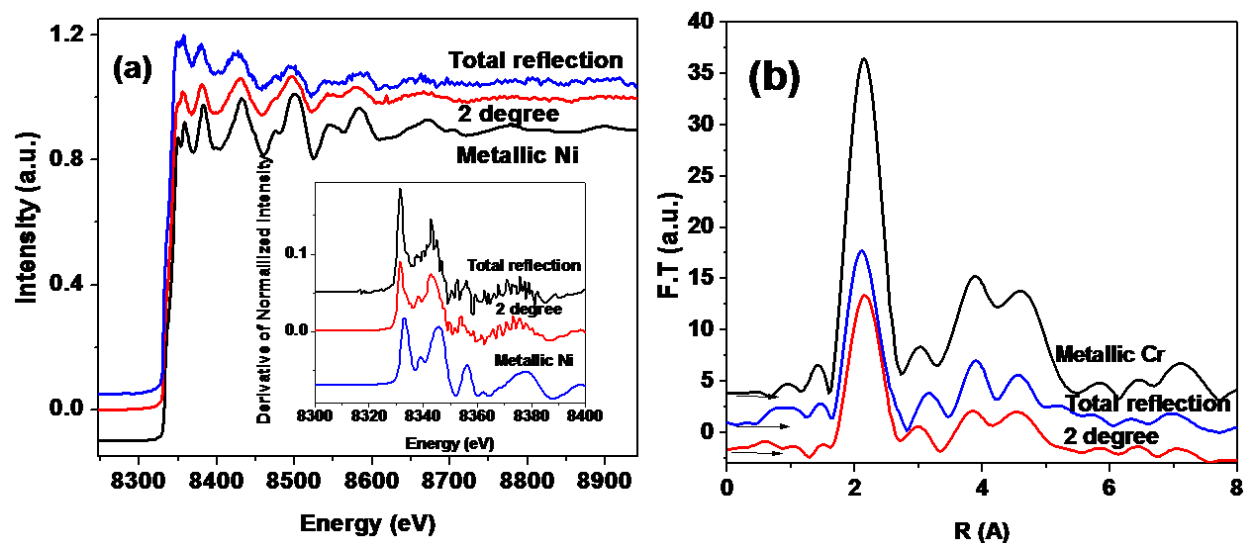 (a)
Intensity (a.u.)
1.2
0.8
0.4
0.0
Total reflection
2 degree
Metallic Ni
Derivative of Normallized Intensity
0.1
0.0
Total reflection
2 degree
Metallic Ni
8300 8320 8340 8360 8380 8400
Energy (eV)
8300 8400 8500 8600 8700 8800 8900
Energy (eV)
(b)
F.T (a.u.)
40
35
30
25
20
15
10
5
0
Metallic Cr
Total reflection
2 degree
0 2 4 6 8
R (A)